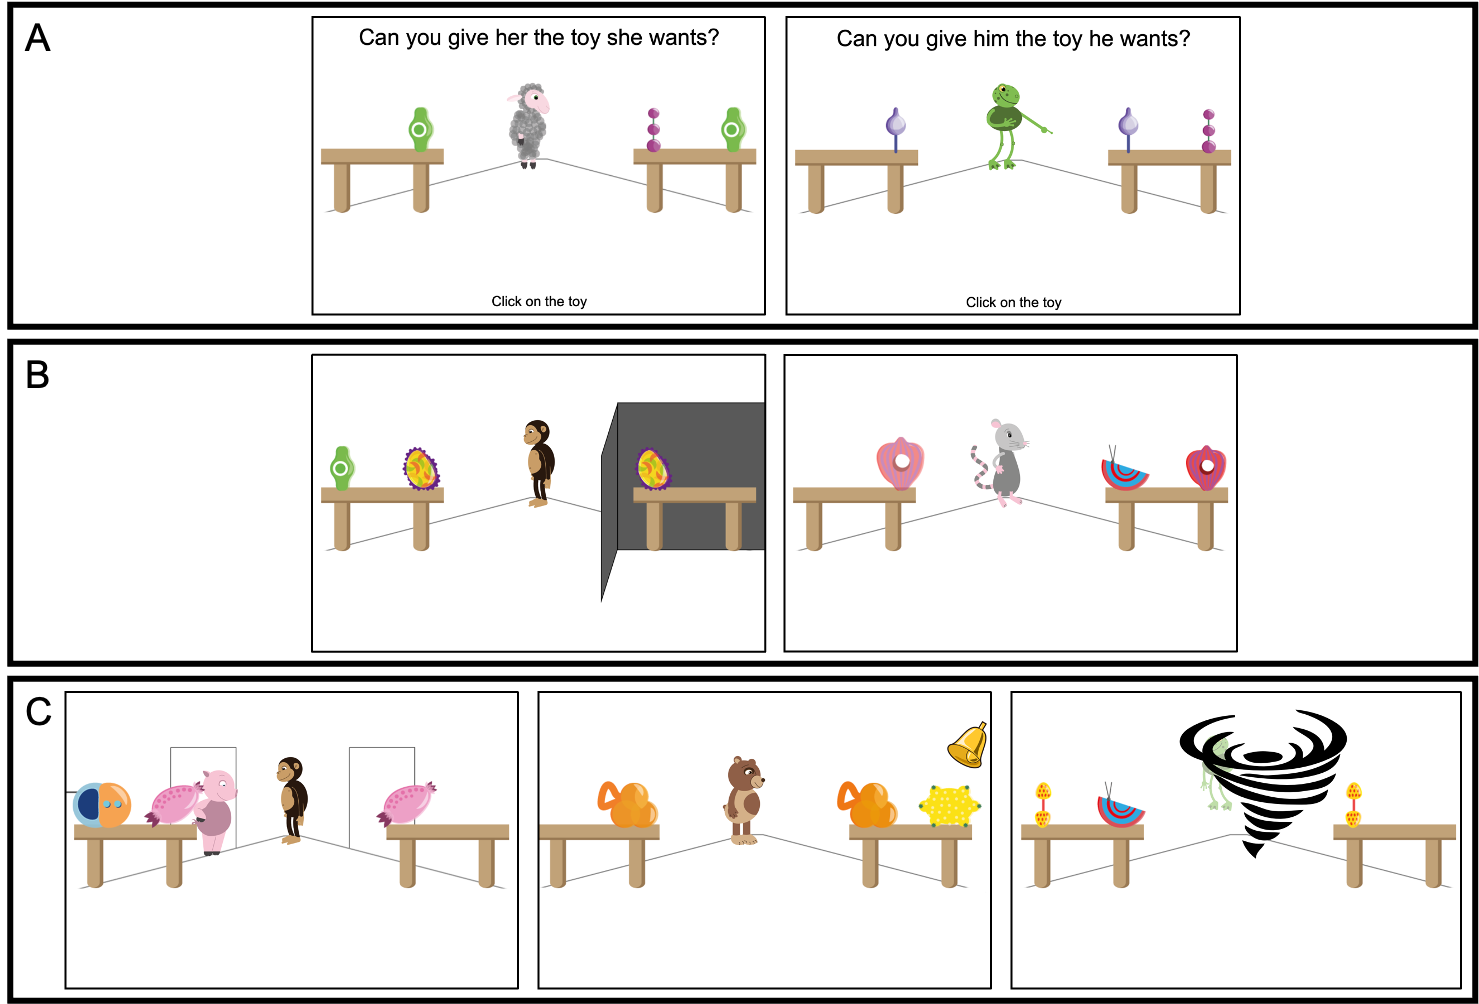 A
Can you give her the toy she wants?
Click on the toy
Can you give him the toy he wants?
Click on the toy
B
C